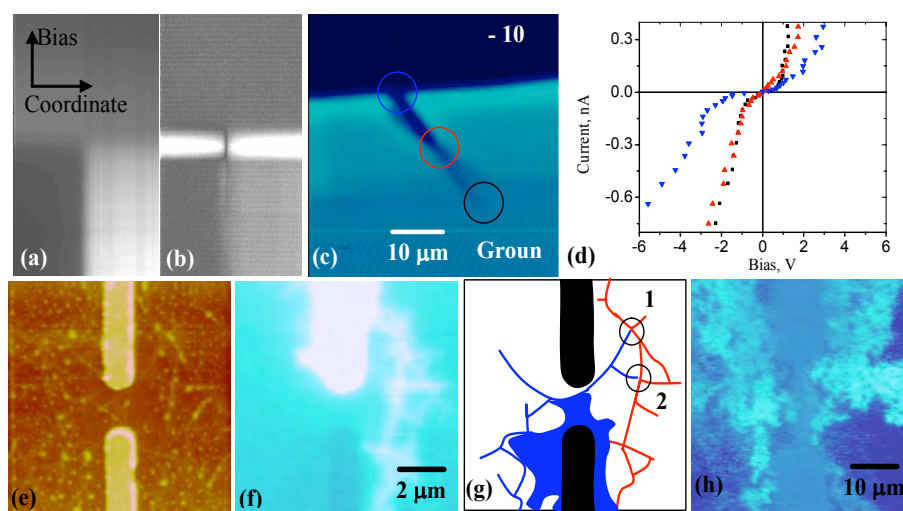 Bias
Coordinate
(a)
(b)
- 10
10 μm
Groun
(c)
0.3
0.0
-0.3
-0.6
Current, nA
-6 -4 -2 0 2 4 6
Bias, V
(d)
(e)
(f)
2 μm
1
2
(g)
(h)
10 μm